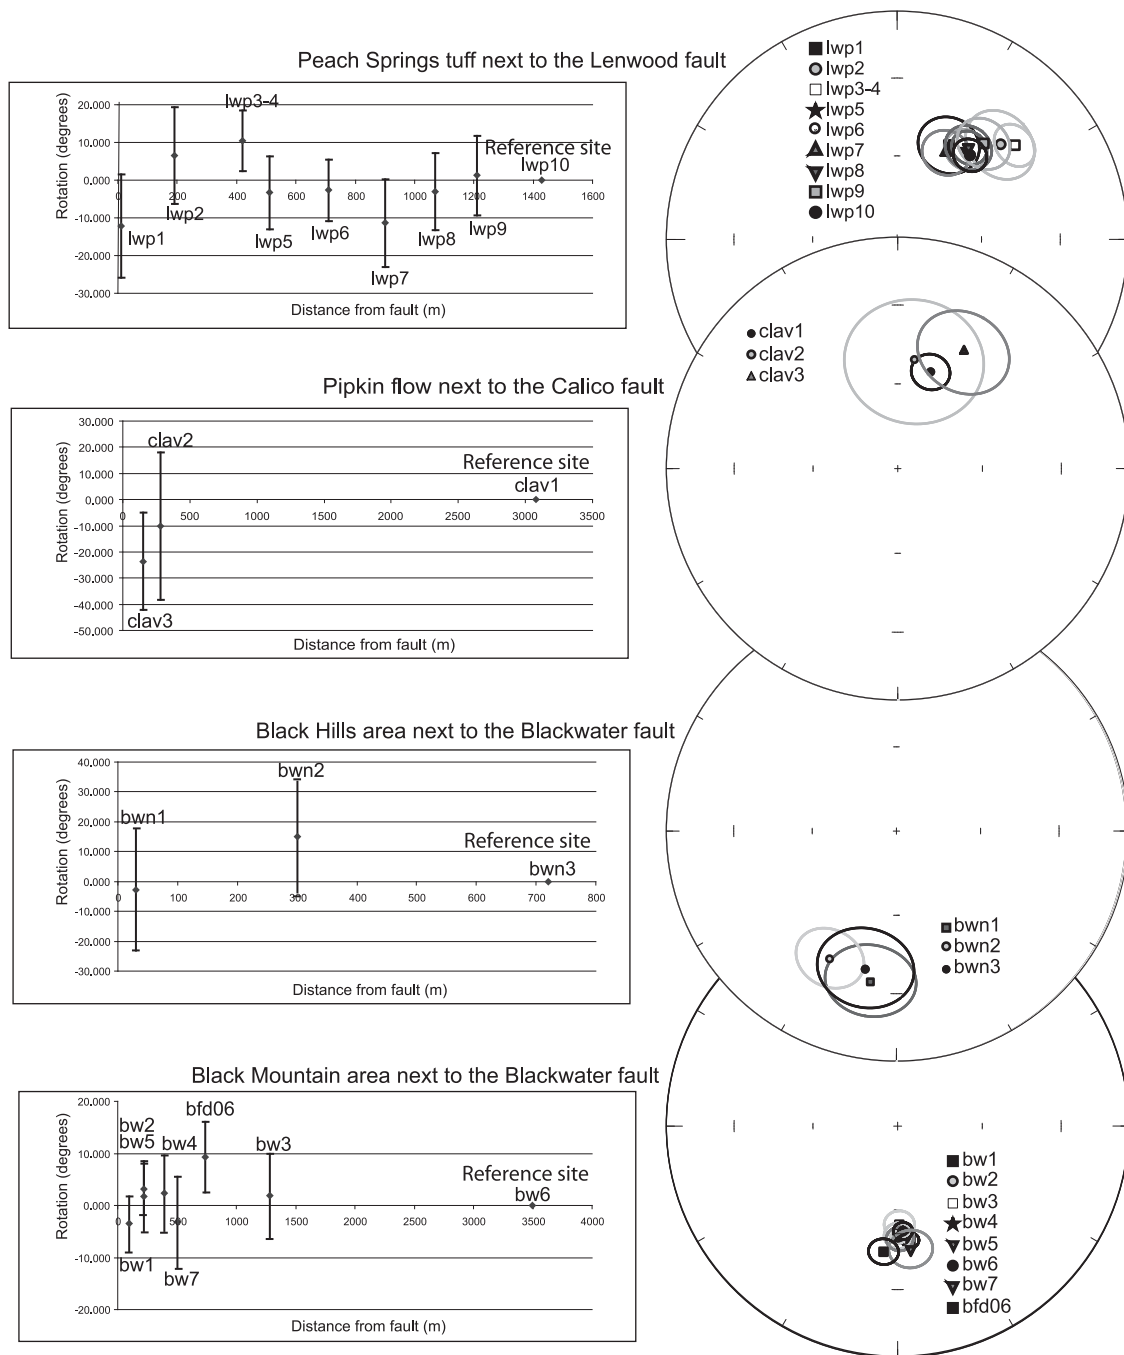 Peach Springs tuff next to the Lenwood fault
Rotation (degrees)
20.000
10.000
0.000
-10.000
-20.000
-30.000
0
200
400
600
800
1000
1200
1400
1600
lwp1
lwp2
lwp3-4
lwp5
lwp6
lwp7
lwp8
lwp9
Reference site
lwp10
Distance from fault (m)
lwp1
lwp2
lwp3-4
lwp5
lwp6
lwp7
lwp8
lwp9
lwp10
Pipkin flow next to the Calico fault
Rotation (degrees)
30.000
20.000
10.000
0.000
-10.000
-20.000
-30.000
-40.000
-50.000
0
500
1000
1500
2000
2500
3000
3500
clav2
clav3
Reference site
clav1
Distance from fault (m)
clav1
clav2
clav3
Black Hills area next to the Blackwater fault
Rotation (degrees)
40.000
30.000
20.000
10.000
0.000
-10.000
-20.000
-30.000
0
100
200
300
400
500
600
700
800
bwn1
bwn2
Reference site
bwn3
Distance from fault (m)
bwn1
bwn2
bwn3
Black Mountain area next to the Blackwater fault
Rotation (degrees)
20.000
10.000
0.000
-10.000
-20.000
0
500
1000
1500
2000
2500
3000
3500
4000
bw2
bw5
bw4
bfd06
bw3
bw1
bw7
Reference site
bw6
Distance from fault (m)
bw1
bw2
bw3
bw4
bw5
bw6
bw7
bfd06